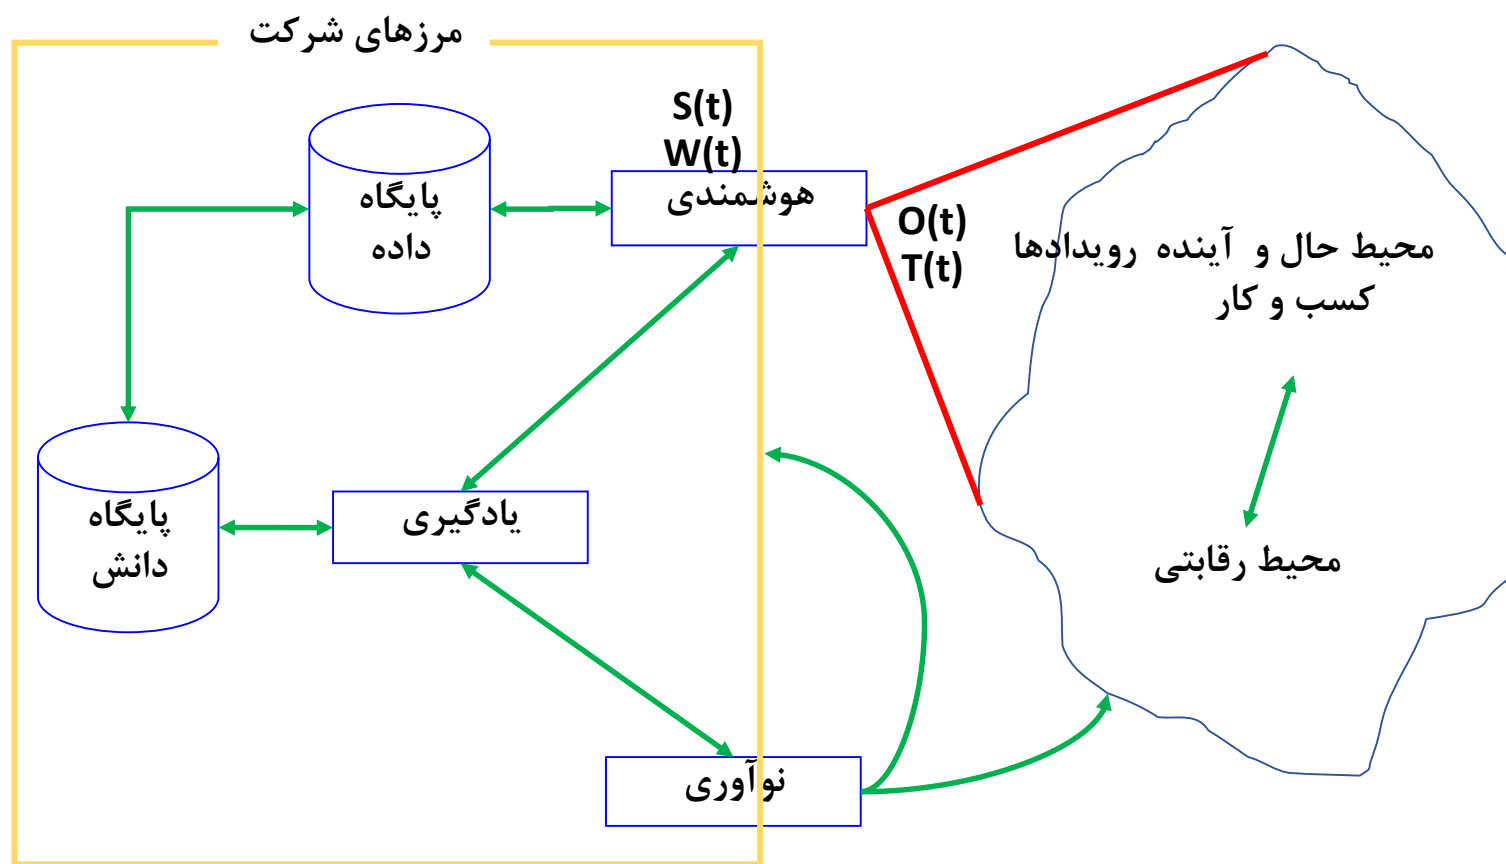 مرزهای شرکت
S(t)
W(t)
هوشمندی
پایگاه
داده
O(t)
T(t)
محیط حال و آینده رویدادها
کسب و کار
محیط رقابتی
پایگاه
دانش
یادگیری
نوآوری